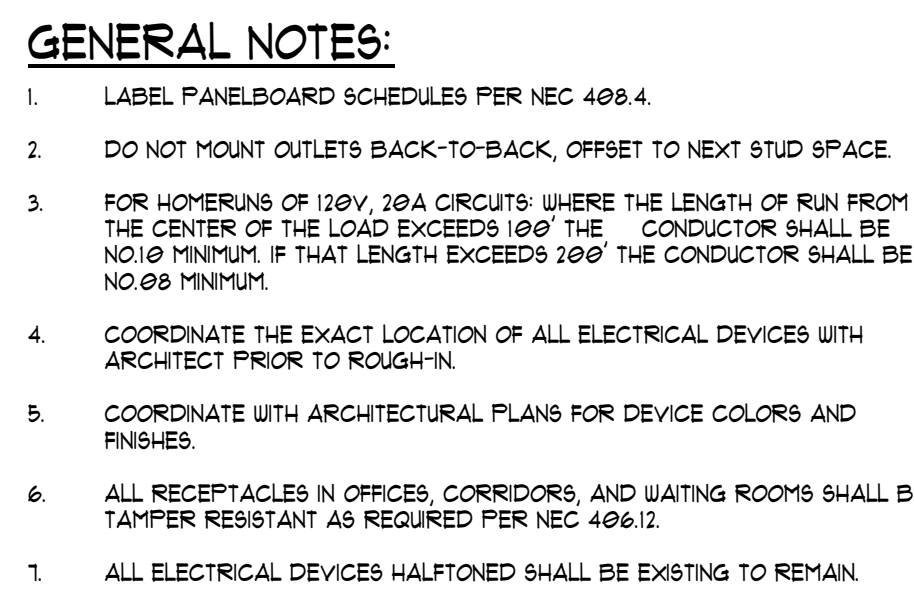 GENERAL NOTES:
1. LABEL PANELBOARD SCHEDULES PER NEC 408.4.
2. DO NOT MOUNT OUTLETS BACK-TO-BACK, OFFSET TO NEXT STUD SPACE.
3. FOR HOMERUNS OF 120V, 20A CIRCUITS: WHERE THE LENGTH OF RUN FROM
THE CENTER OF THE LOAD EXCEEDS 100' THE CONDUCTOR SHALL BE
NO.10 MINIMUM. IF THAT LENGTH EXCEEDS 200' THE CONDUCTOR SHALL BE
NO.08 MINIMUM.
4. COORDINATE THE EXACT LOCATION OF ALL ELECTRICAL DEVICES WITH
ARCHITECT PRIOR TO ROUGH-IN.
5. COORDINATE WITH ARCHITECTURAL PLANS FOR DEVICE COLORS AND
FINISHES.
6. ALL RECEPTACLES IN OFFICES, CORRIDORS, AND WAITING ROOMS SHALL B
TAMPER RESISTANT AS REQUIRED PER NEC 406.12.
7. ALL ELECTRICAL DEVICES HALFTONED SHALL BE EXISTING TO REMAIN.